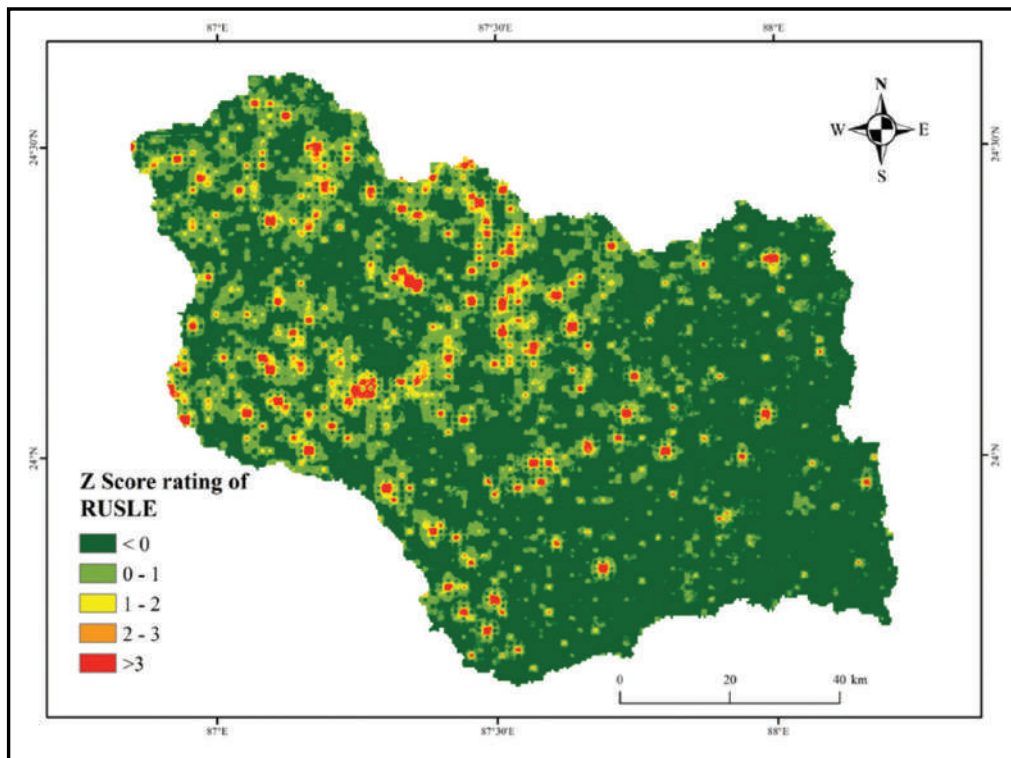 87°E 87°30'E 88°E
N
W E
S
24°30'N 24°30'N
24°N 24°N
Z Score rating of
RUSLE
< 0
0 - 1
1 - 2
2 - 3
>3
0 20 40 km
87°E 87°30'E 88°E